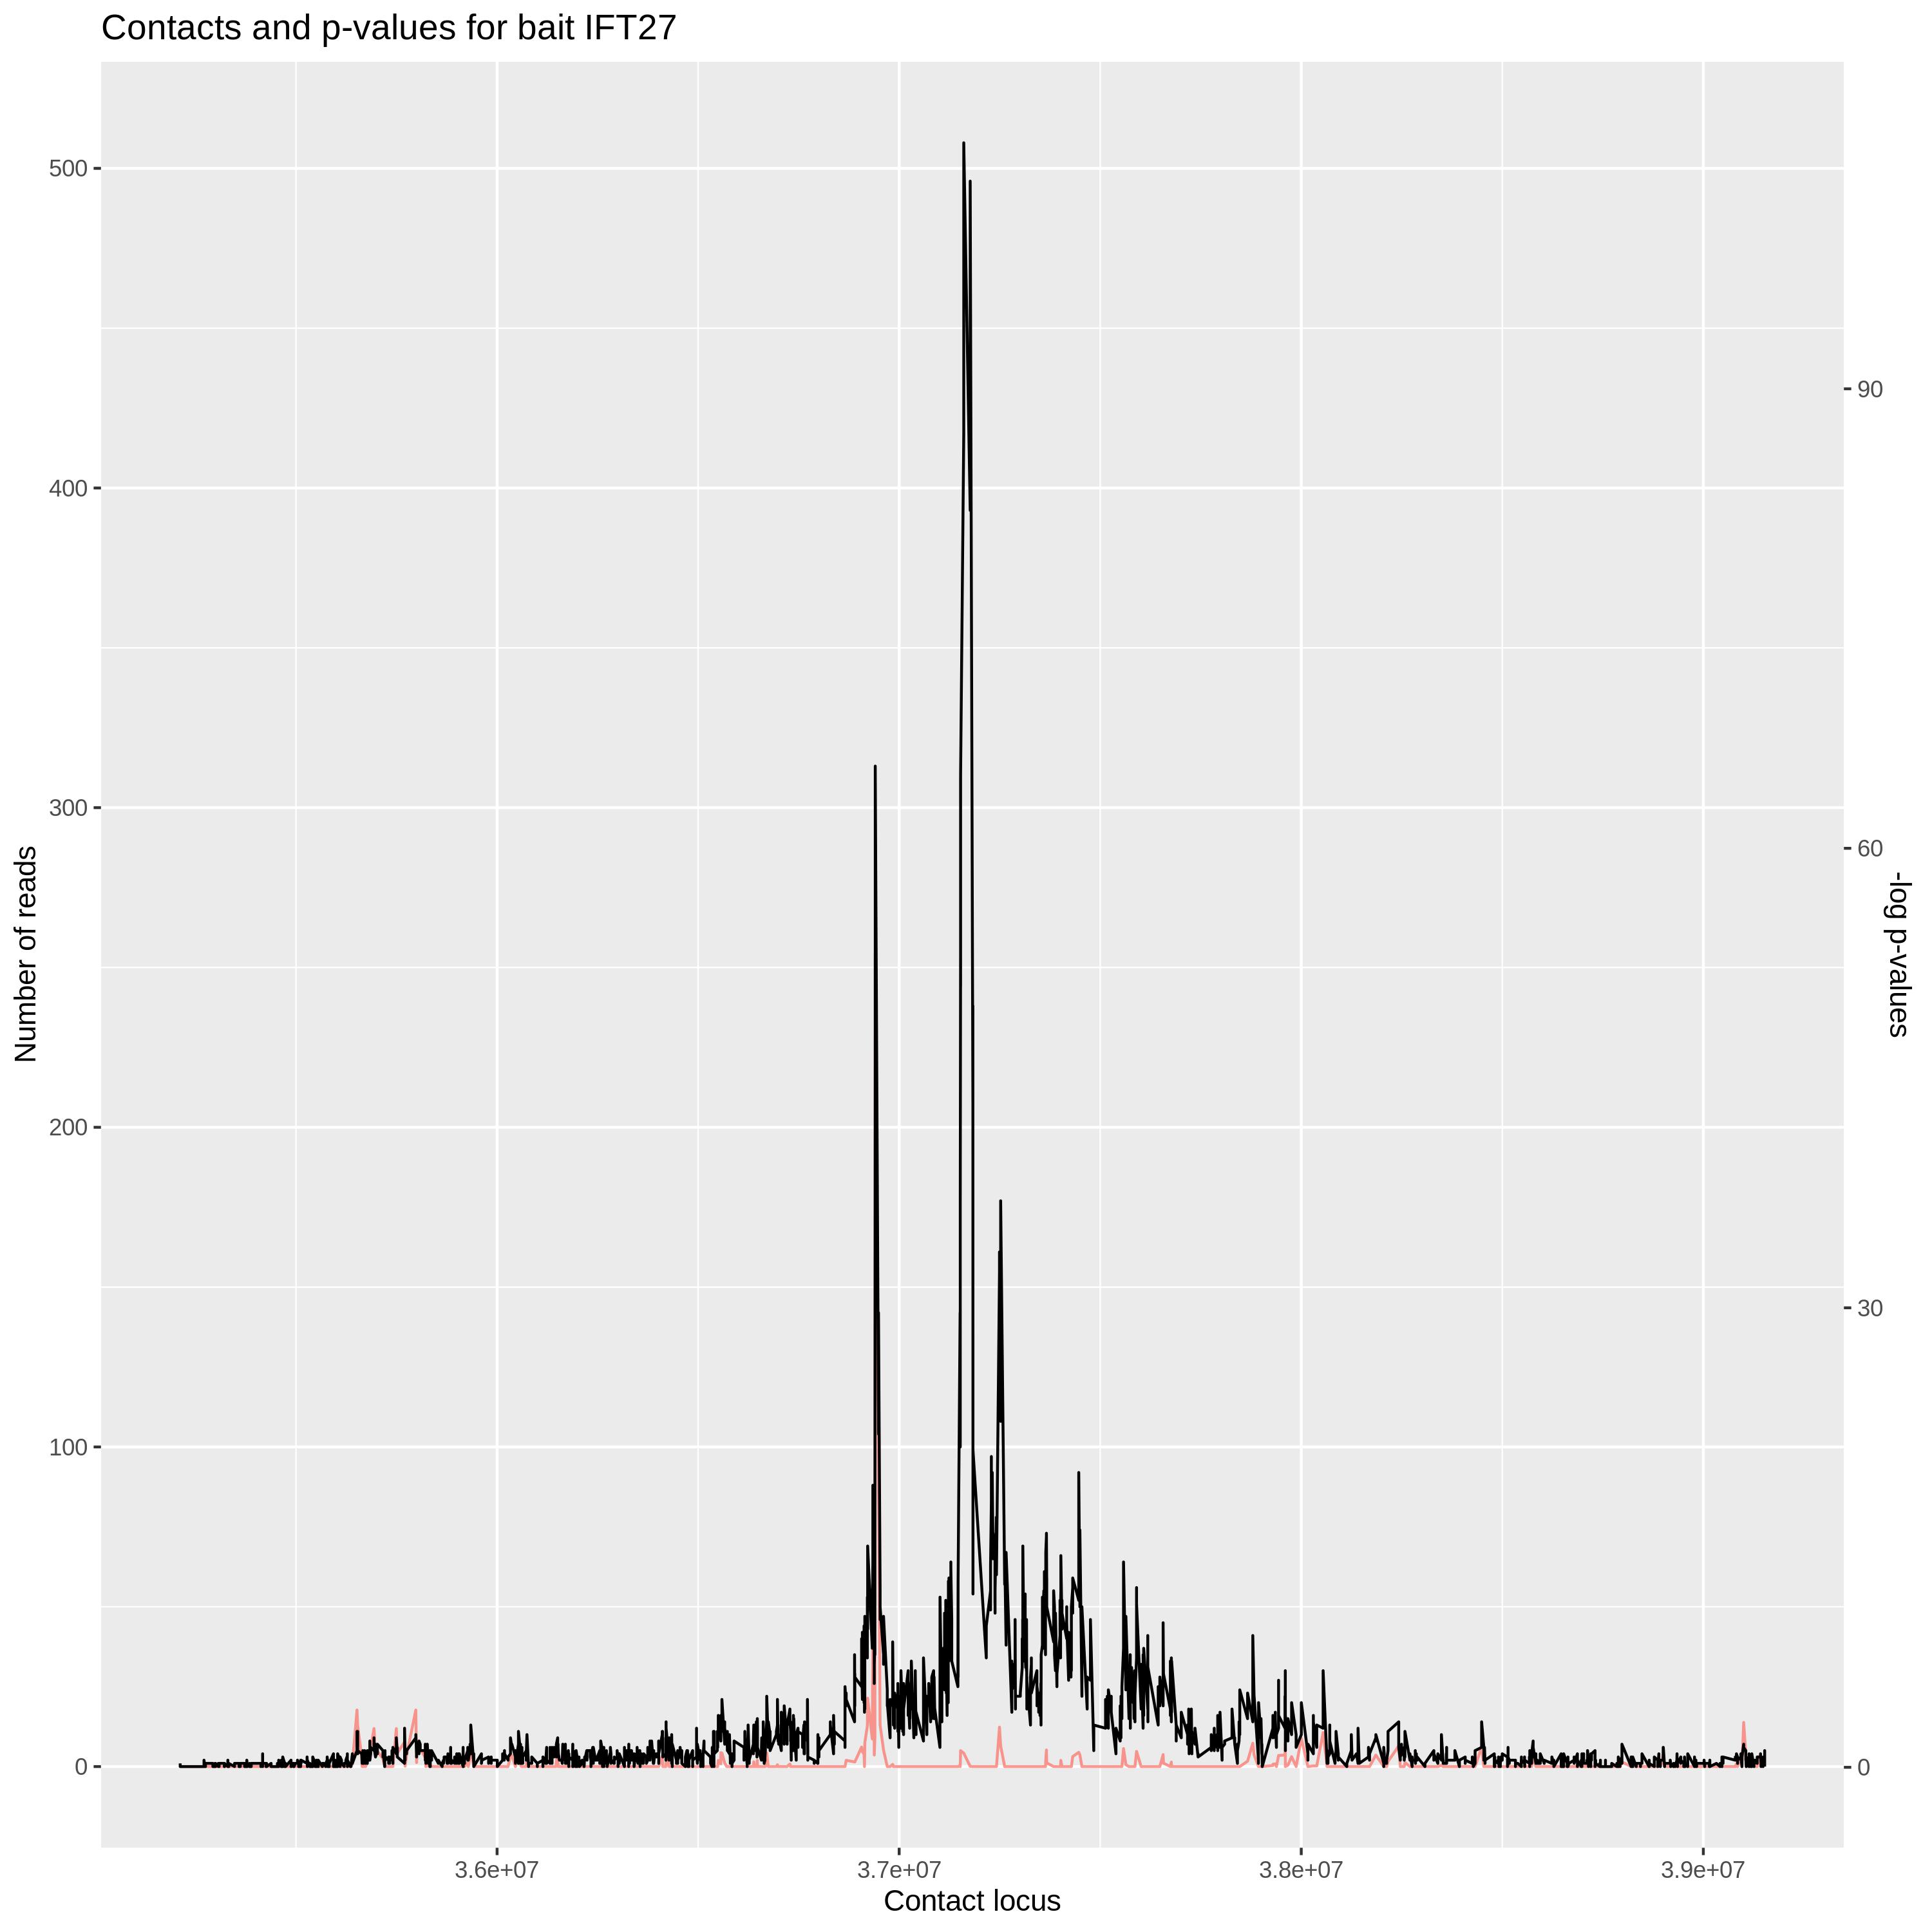 Contacts and p-values for bait IFT27
500
400
300
200
100
0
Number of reads
90
60
30
0
-log p-values
3.6e+07
3.7e+07
3.8e+07
3.9e+07
Contact locus